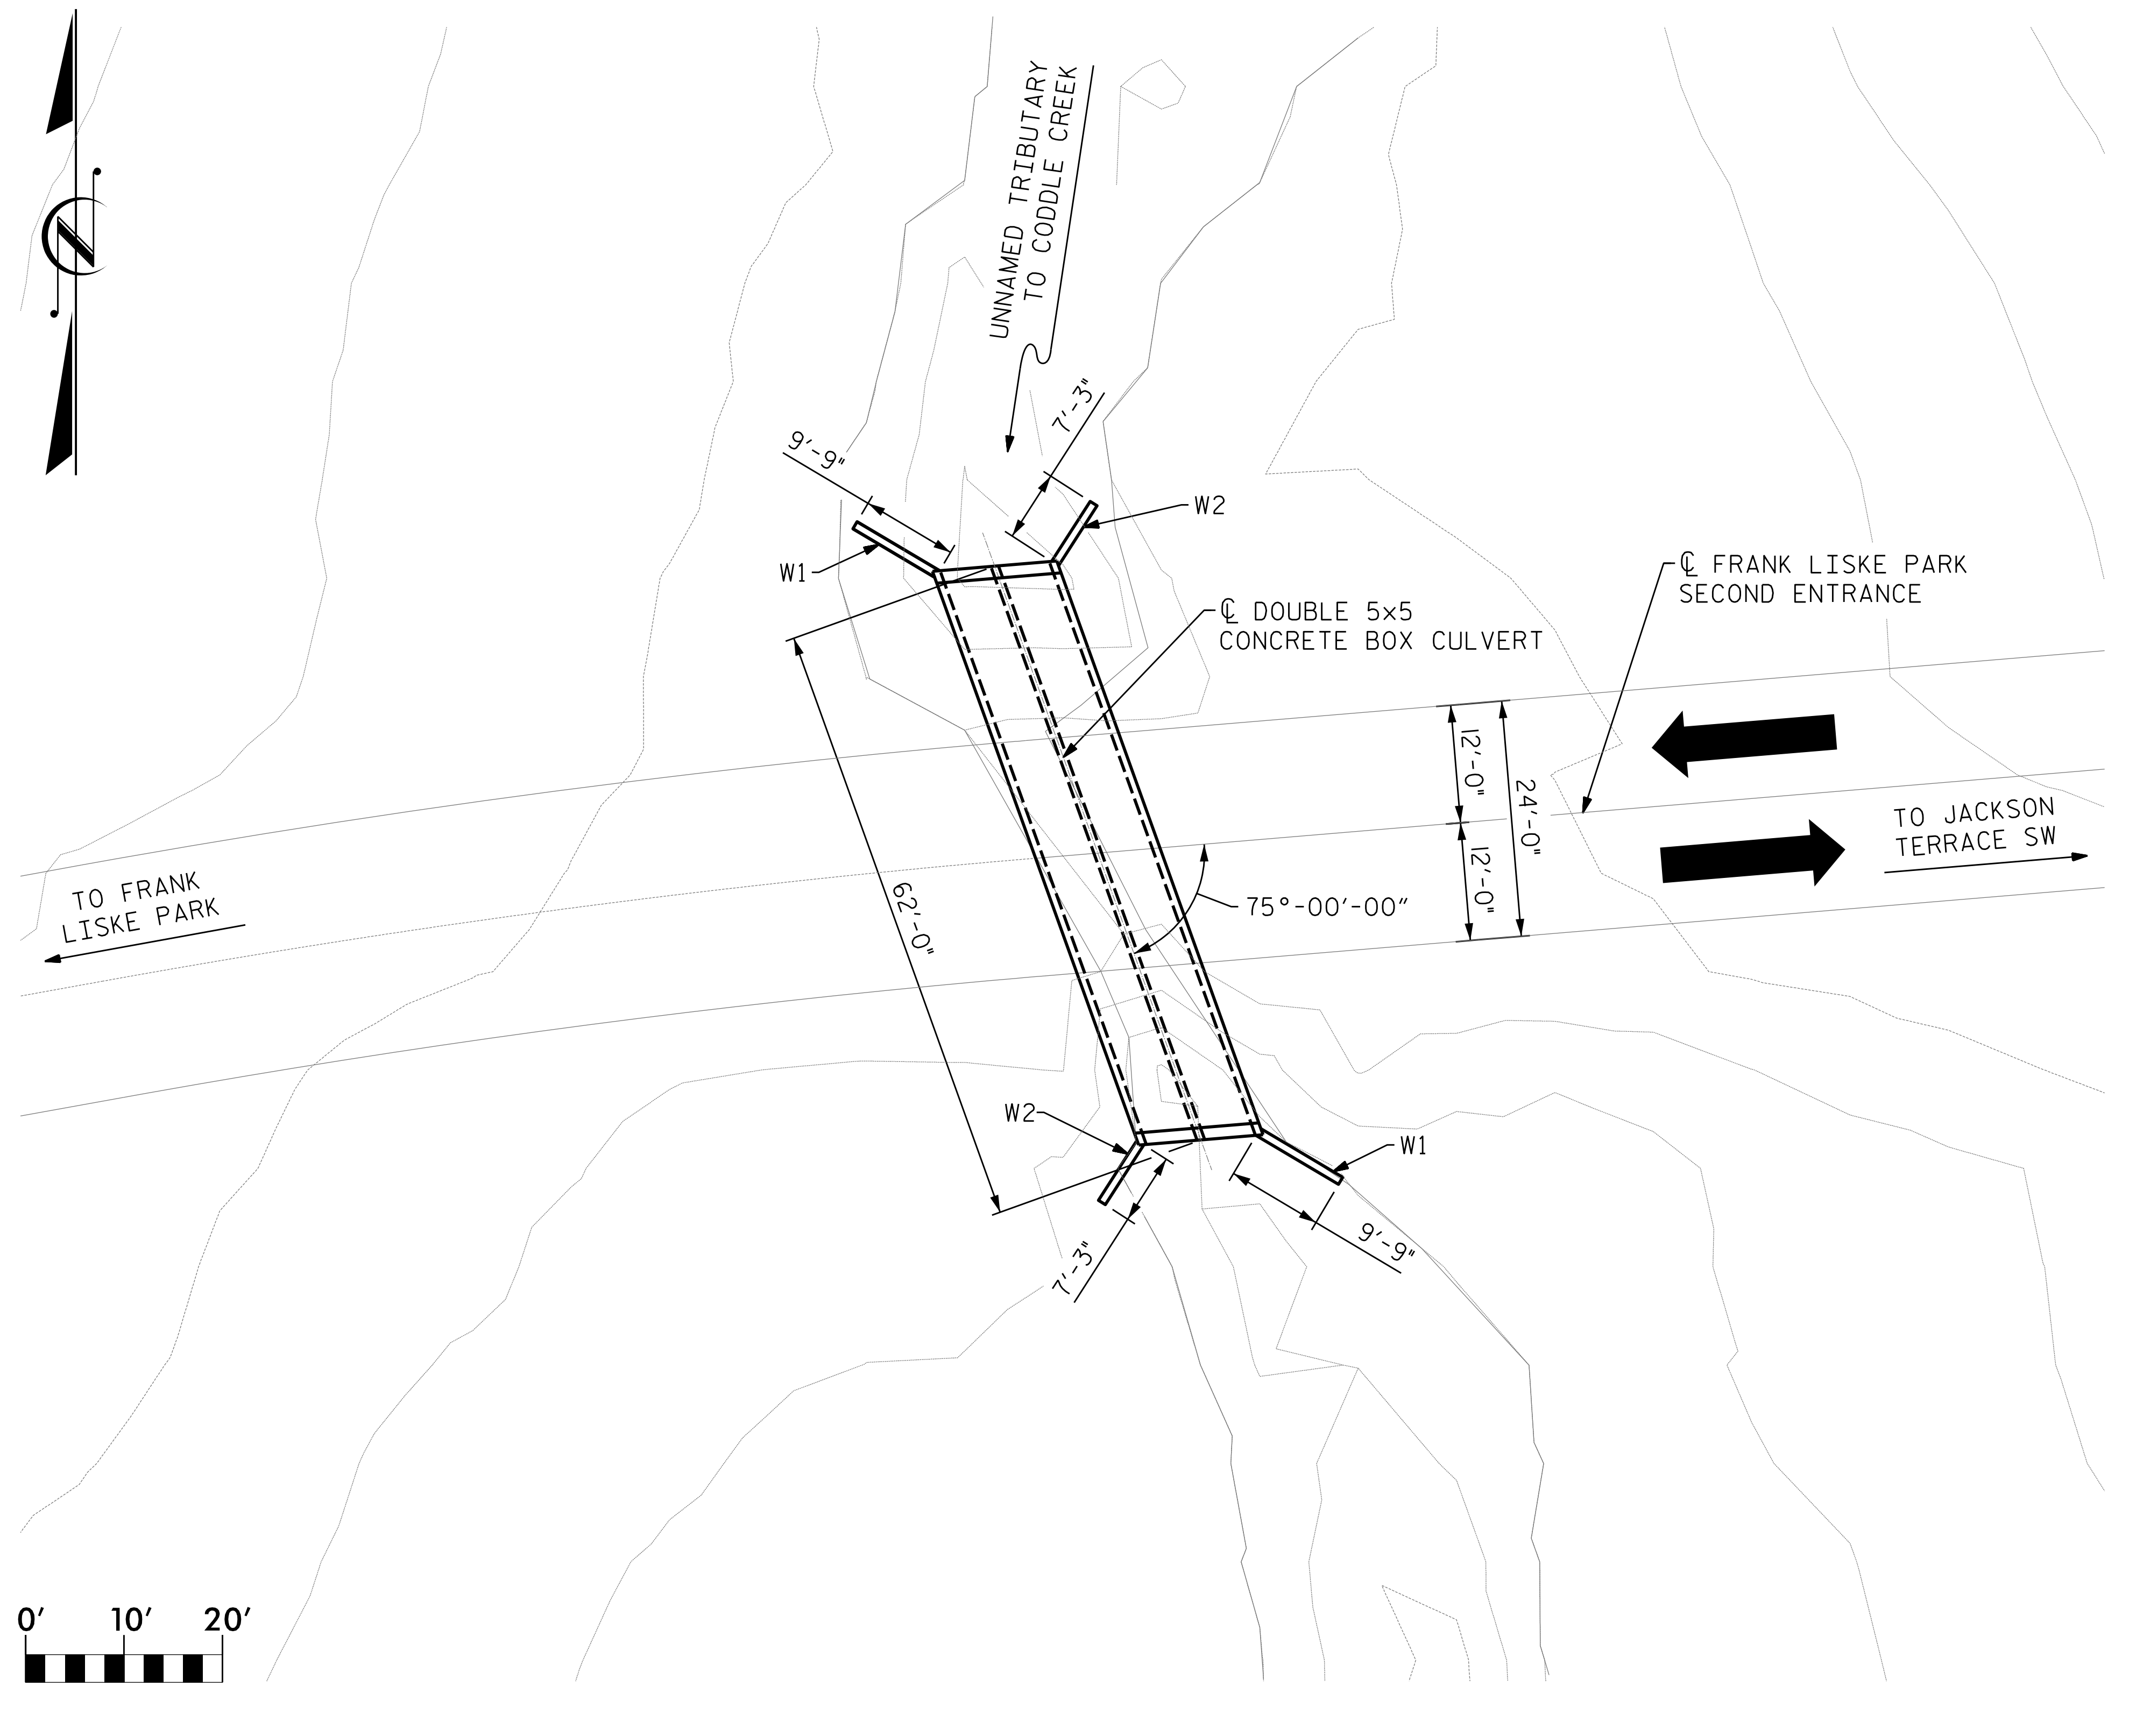 N
UNNAMED TRIBUTARY
TO CODDLE CREEK
7'-3"
9'-9"
W2
W1
℄ FRANK LISKE PARK
SECOND ENTRANCE
℄ DOUBLE 5x5
CONCRETE BOX CULVERT
12'-0"
24'-0"
12'-0"
TO JACKSON
TERRACE SW
TO FRANK
LISKE PARK
62'-0"
75°-00'-00"
W2
W1
7'-3"
9'-9"
0' 10' 20'